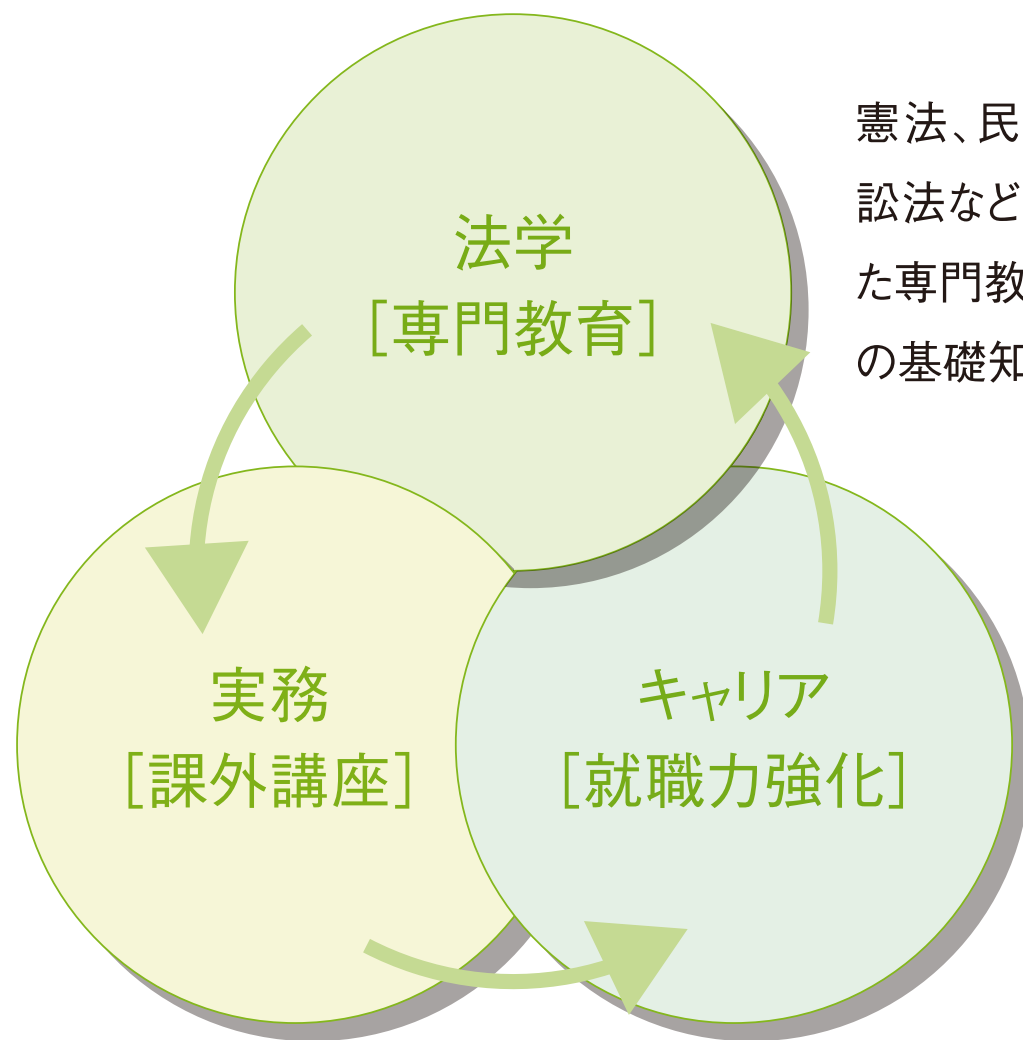 法学
［専門教育］
憲法、民
訟法など
た専門教
の基礎知
実務
［課外講座］
キャリア
［就職力強化］